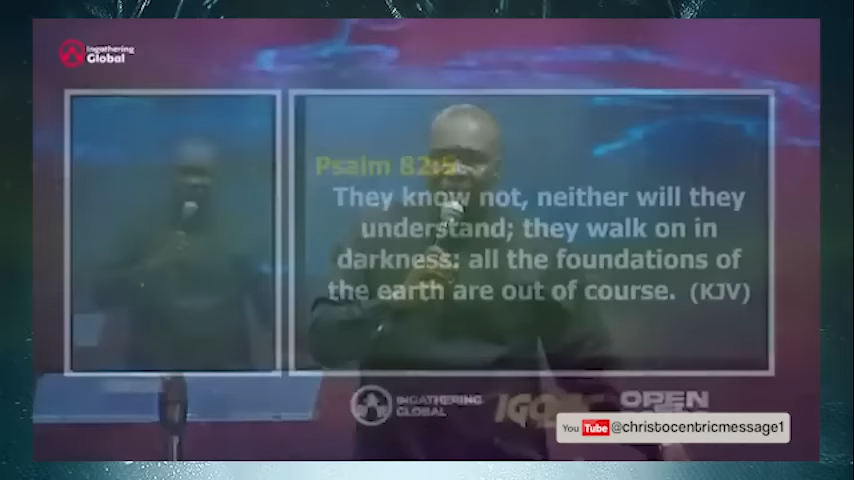 Ingathering
Global
Psalm 82:5
They know not, neither will they
understand; they walk on in
darkness: all the foundations of
the earth are out of course. (KJV)
INGATHERING
GLOBAL
OPEN
You Tube @christocentricmessage1